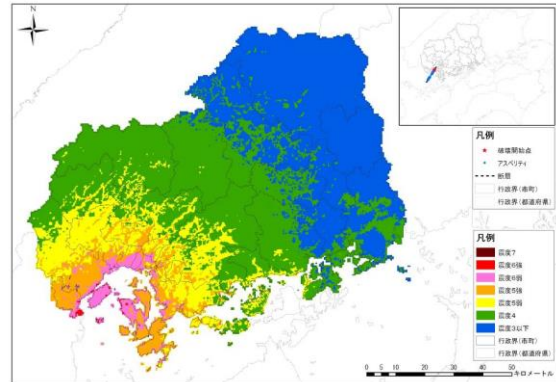 N
凡例
破壊開始点
アスペリティ
断層
行政界(市町)
行政界(都道府県)
凡例
震度7
震度6強
震度6弱
震度5強
震度5弱
震度4
震度3以下
行政界(市町)
行政界(都道府県)
0 5 10 20 30 40 50
キロメートル